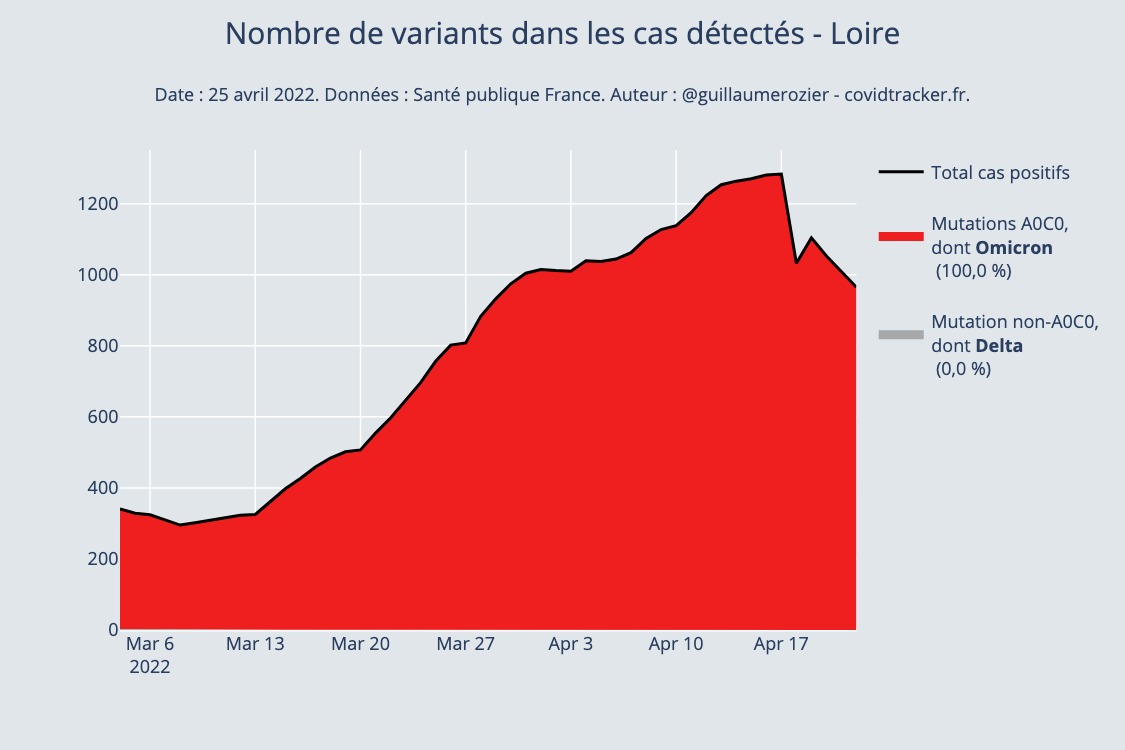 Nombre de variants dans les cas détectés - Loire
Date : 25 avril 2022. Données : Santé publique France. Auteur : @guillaumerozier - covidtracker.fr.
Total cas positifs
Mutations A0C0,
dont Omicron
(100,0 %)
Mutation non-A0C0,
dont Delta
(0,0 %)
1200
1000
800
600
400
200
0
Mar 6 Mar 13 Mar 20 Mar 27 Apr 3 Apr 10 Apr 17
2022